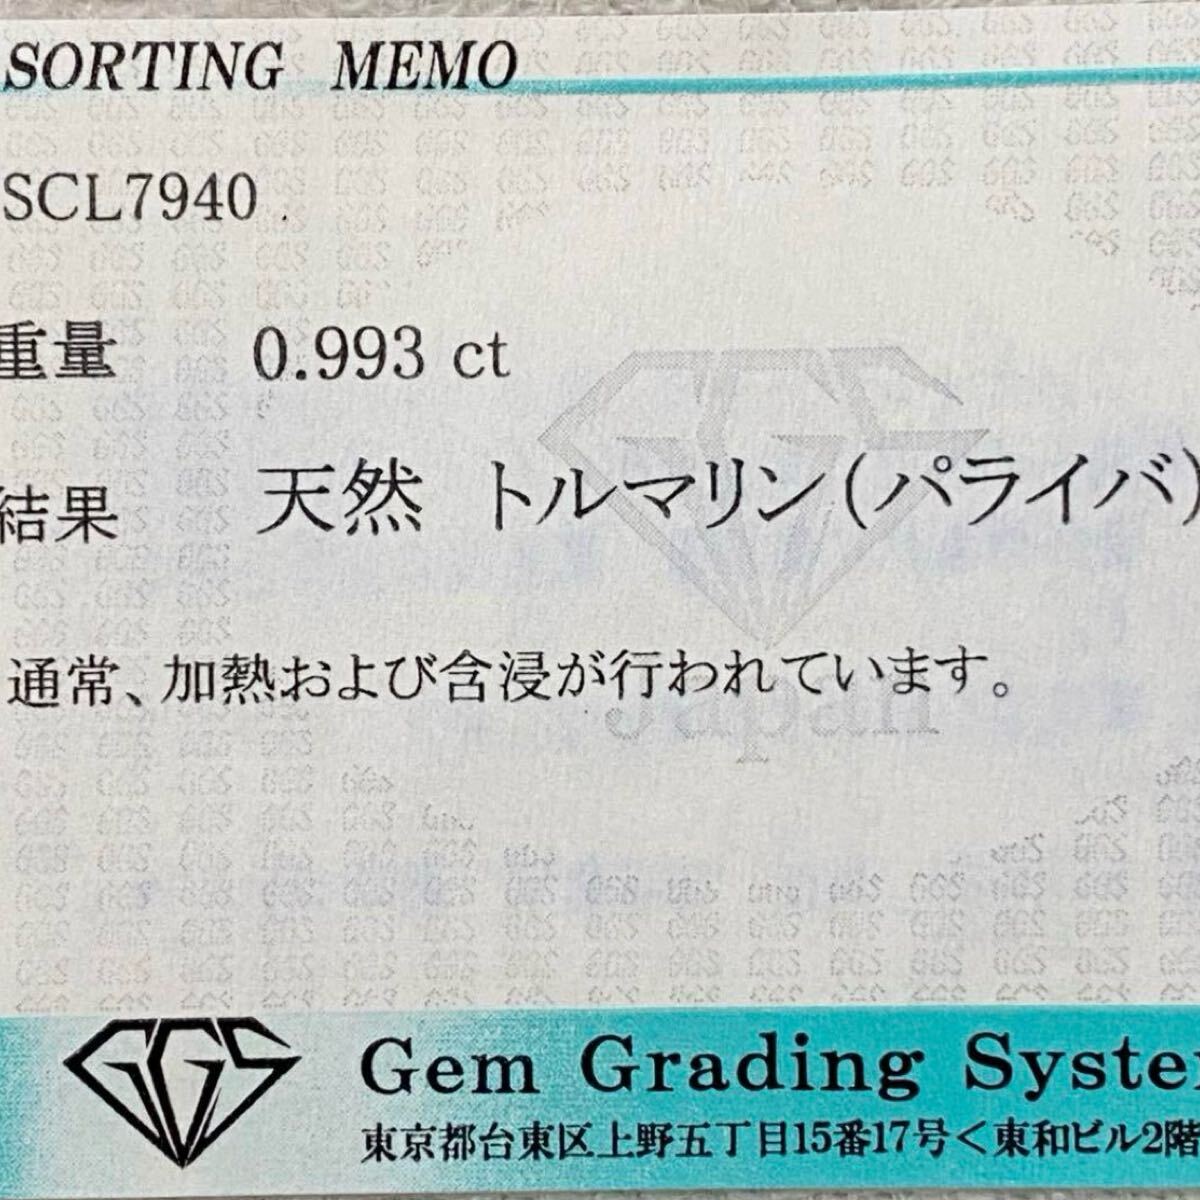 SORTING MEMO
SCL7940
重量 0.993 ct
結果 天然 トルマリン(パライバ)
通常、加熱および含浸が行われています。
Japan
GGS Gem Grading Syste
東京都台東区上野五丁目15番17号<東和ビル2階